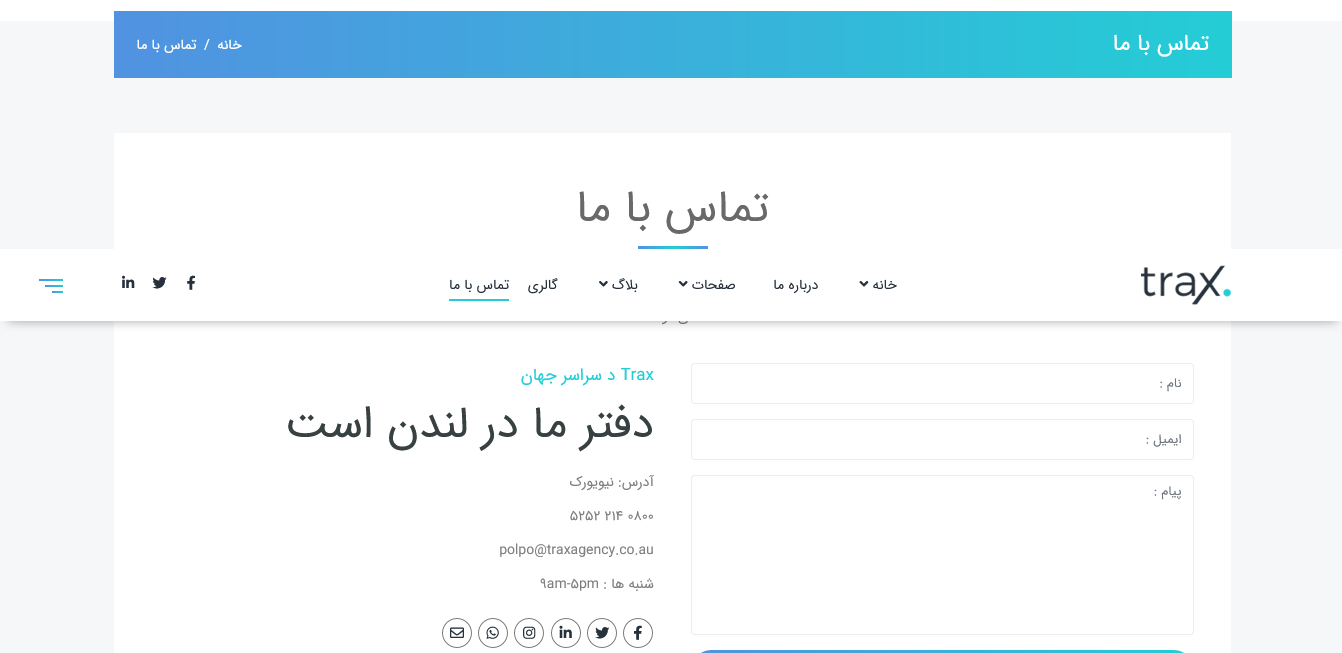 تماس با ما
خانه / تماس با ما
تماس با ما
trax.
خانه
درباره ما
صفحات
بلاگ
گالری
تماس با ما
نام :
ایمیل :
پیام :
Trax د سراسر جهان
دفتر ما در لندن است
آدرس: نیویورک
۰۸۰۰ ۲۱۴ ۵۲۵۲
polpo@traxagency.co.au
شنبه ها : ۹am-۵pm